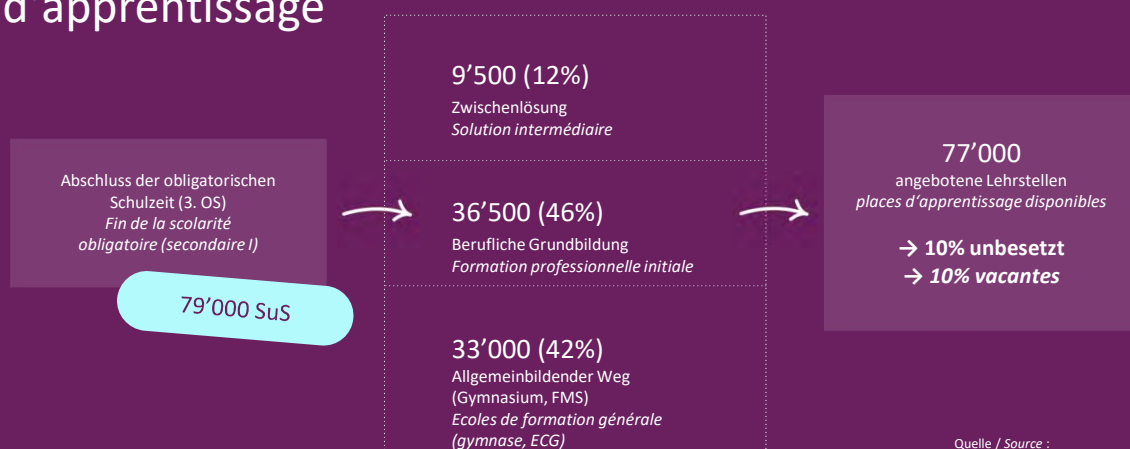 d'apprentissage
Abschluss der obligatorischen
Schulzeit (3. OS)
Fin de la scolarité
obligatoire (secondaire I)
79’000 SuS
9’500 (12%)
Zwischenlösung
Solution intermédiaire
36’500 (46%)
Berufliche Grundbildung
Formation professionnelle initiale
33’000 (42%)
Allgemeinbildender Weg
(Gymnasium, FMS)
Ecoles de formation générale
(gymnase, ECG)
77’000
angebotene Lehrstellen
places d‘apprentissage disponibles
→ 10% unbesetzt
→ 10% vacantes
Quelle / Source :